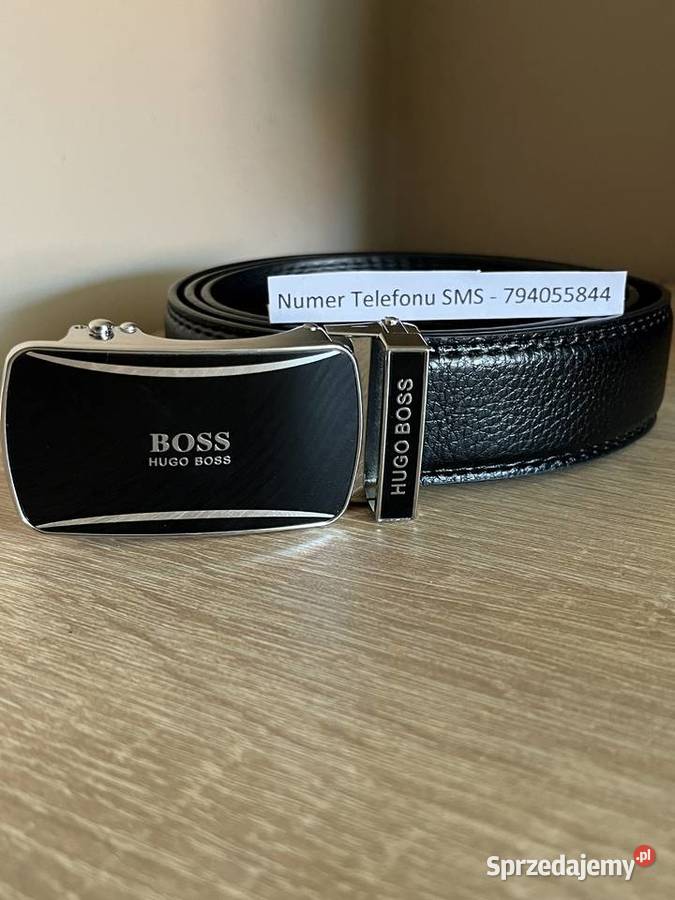 Numer Telefonu SMS - 794055844
BOSS
HUGO BOSS
HUGO BOSS
Sprzedajemy.pl